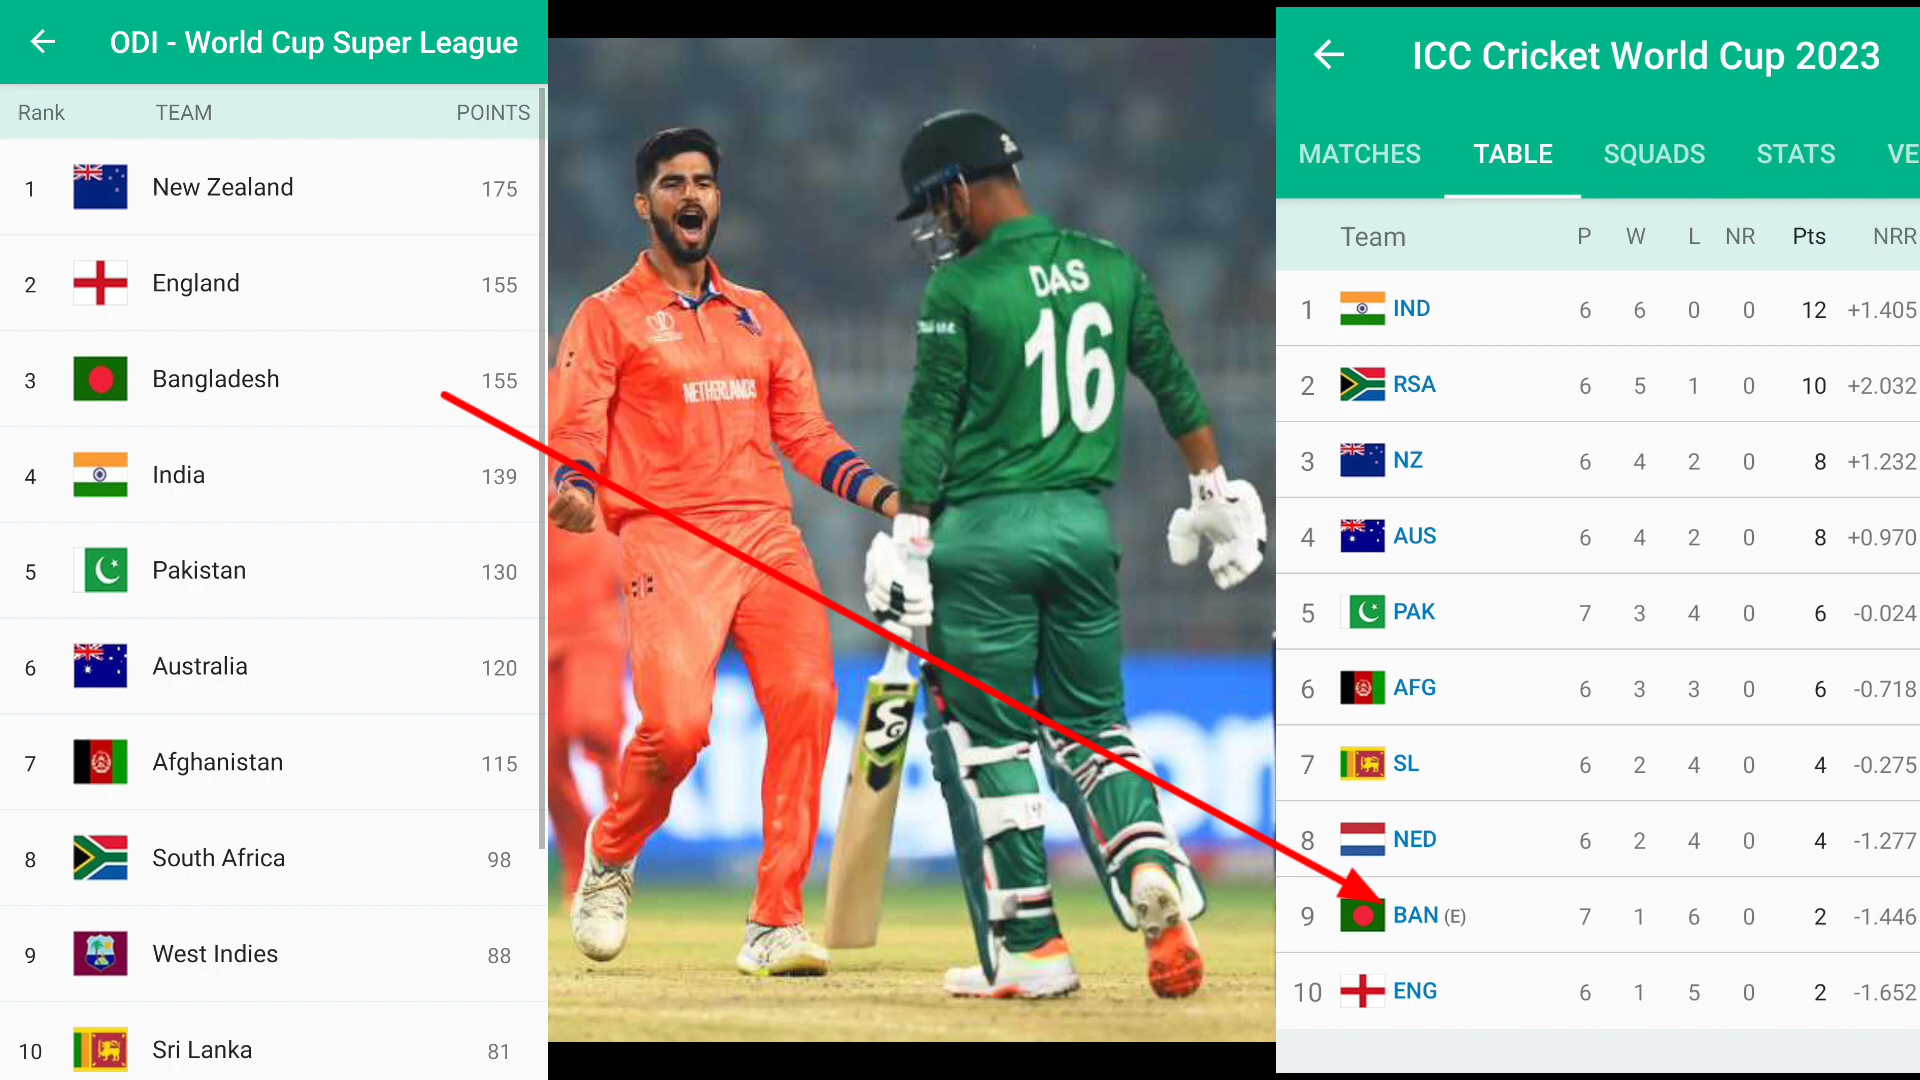 ODI - World Cup Super League
Rank TEAM POINTS
1 New Zealand 175
2 England 155
3 Bangladesh 155
4 India 139
5 Pakistan 130
6 Australia 120
7 Afghanistan 115
8 South Africa 98
9 West Indies 88
10 Sri Lanka 81
NETHERLANDS
DAS
16
ICC Cricket World Cup 2023
MATCHES TABLE SQUADS STATS VE
Team P W L NR Pts NRR
1 IND 6 6 0 0 12 +1.405
2 RSA 6 5 1 0 10 +2.032
3 NZ 6 4 2 0 8 +1.232
4 AUS 6 4 2 0 8 +0.970
5 PAK 7 3 4 0 6 -0.024
6 AFG 6 3 3 0 6 -0.718
7 SL 6 2 4 0 4 -0.275
8 NED 6 2 4 0 4 -1.277
9 BAN (E) 7 1 6 0 2 -1.446
10 ENG 6 1 5 0 2 -1.652